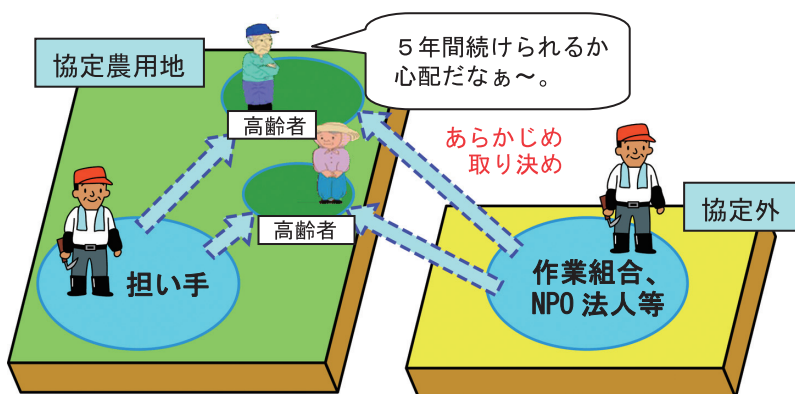 協定農用地
５年間続けられるか
心配だなぁ～。
高齢者
あらかじめ
取り決め
協定外
高齢者
担い手
作業組合、
NPO 法人等